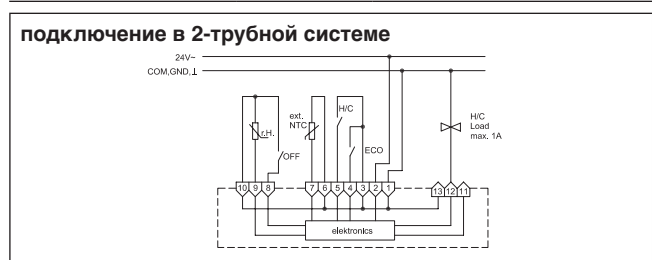 подключение в 2-трубной системе
24V~
COM,GND,⊥
H/C
ext.
NTC
r.H.
OFF
ECO
H/C
Load
max. 1A
10 9 8 7 6 5 4 3 2 1 13 12 11
elektronics